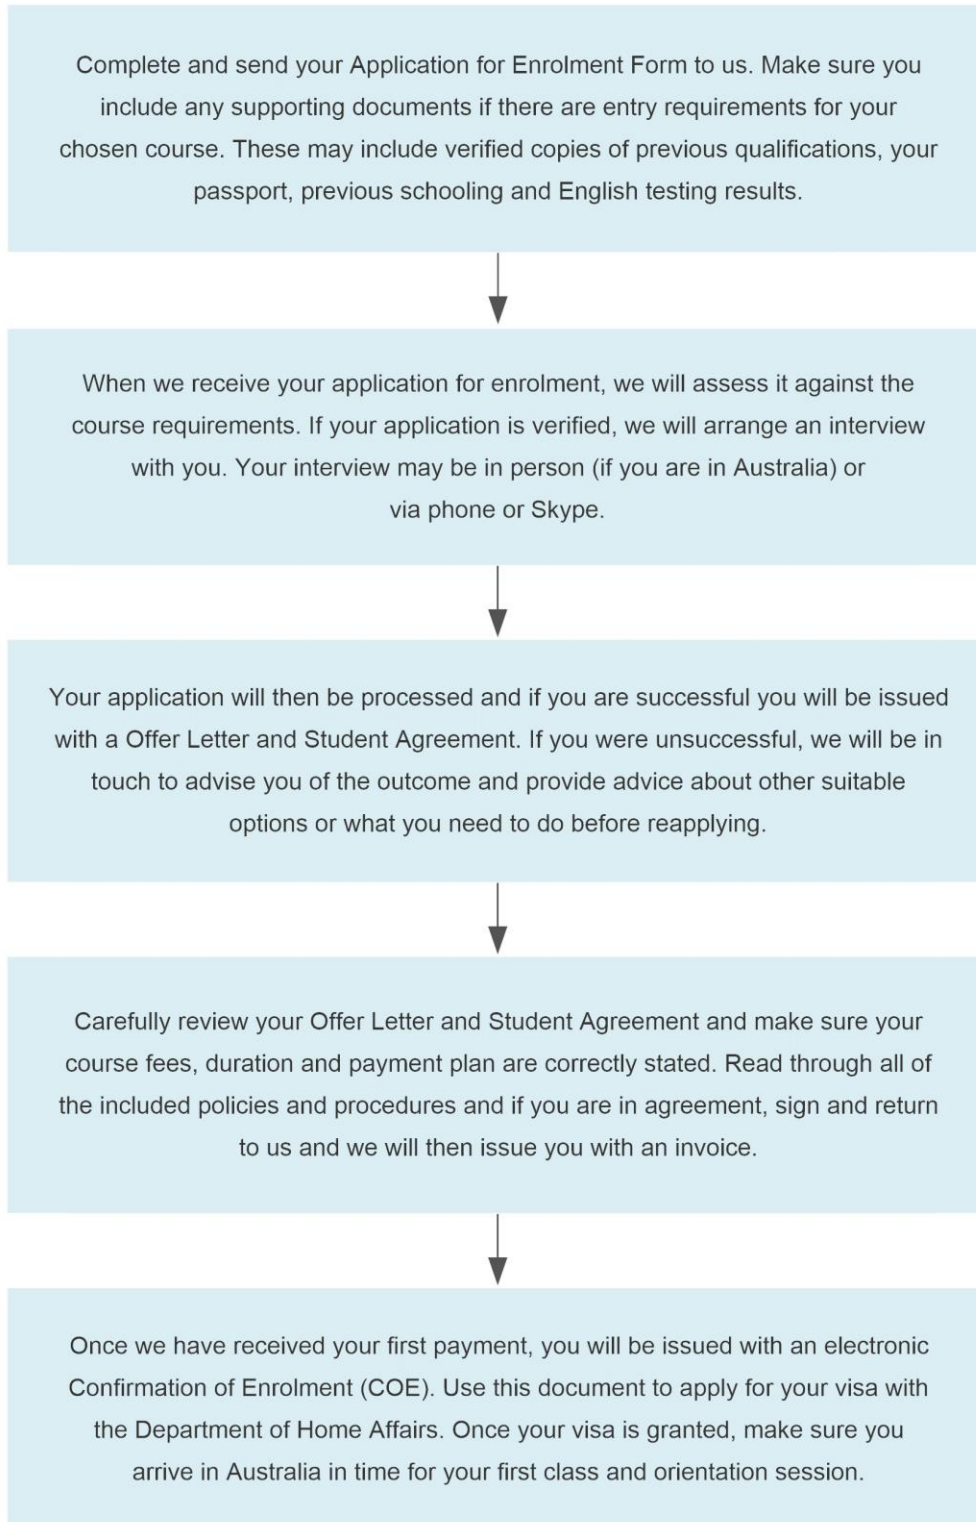 Complete and send your Application for Enrolment Form to us. Make sure you
include any supporting documents if there are entry requirements for your
chosen course. These may include verified copies of previous qualifications, your
passport, previous schooling and English testing results.
When we receive your application for enrolment, we will assess it against the
course requirements. If your application is verified, we will arrange an interview
with you. Your interview may be in person (if you are in Australia) or
via phone or Skype.
Your application will then be processed and if you are successful you will be issued
with a Offer Letter and Student Agreement. If you were unsuccessful, we will be in
touch to advise you of the outcome and provide advice about other suitable
options or what you need to do before reapplying.
Carefully review your Offer Letter and Student Agreement and make sure your
course fees, duration and payment plan are correctly stated. Read through all of
the included policies and procedures and if you are in agreement, sign and return
to us and we will then issue you with an invoice.
Once we have received your first payment, you will be issued with an electronic
Confirmation of Enrolment (COE). Use this document to apply for your visa with
the Department of Home Affairs. Once your visa is granted, make sure you
arrive in Australia in time for your first class and orientation session.